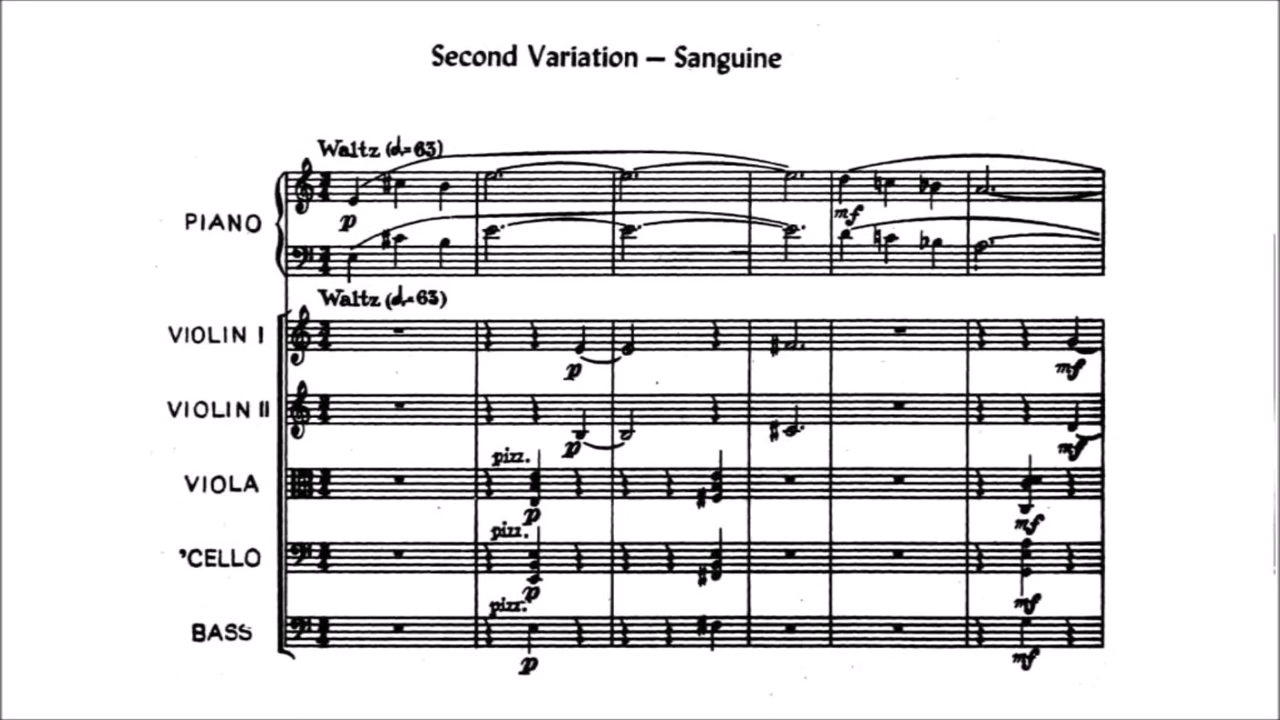 Second Variation — Sanguine
Waltz (𝅗𝅥.=63)
PIANO
p
mf
Waltz (𝅗𝅥.=63)
VIOLIN I
p
mf
VIOLIN II
p
mf
pizz.
VIOLA
p
mf
pizz.
'CELLO
p
mf
pizz.
BASS
p
mf